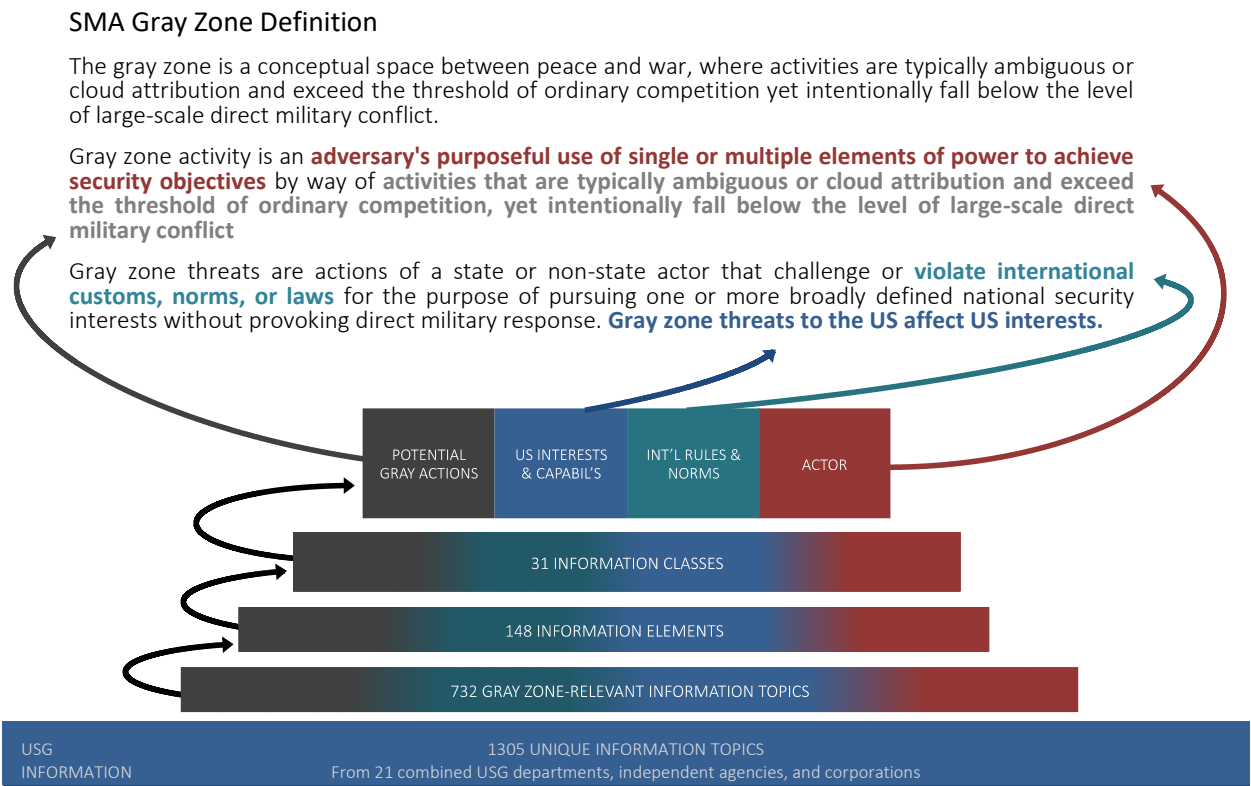 SMA Gray Zone Definition
The gray zone is a conceptual space between peace and war, where activities are typically ambiguous or
cloud attribution and exceed the threshold of ordinary competition yet intentionally fall below the level
of large-scale direct military conflict.
Gray zone activity is an adversary's purposeful use of single or multiple elements of power to achieve
security objectives by way of activities that are typically ambiguous or cloud attribution and exceed
the threshold of ordinary competition, yet intentionally fall below the level of large-scale direct
military conflict
Gray zone threats are actions of a state or non-state actor that challenge or violate international
customs, norms, or laws for the purpose of pursuing one or more broadly defined national security
interests without provoking direct military response. Gray zone threats to the US affect US interests.
POTENTIAL
GRAY ACTIONS
US INTERESTS
& CAPABIL'S
INT'L RULES &
NORMS
ACTOR
31 INFORMATION CLASSES
148 INFORMATION ELEMENTS
732 GRAY ZONE-RELEVANT INFORMATION TOPICS
USG
INFORMATION
1305 UNIQUE INFORMATION TOPICS
From 21 combined USG departments, independent agencies, and corporations